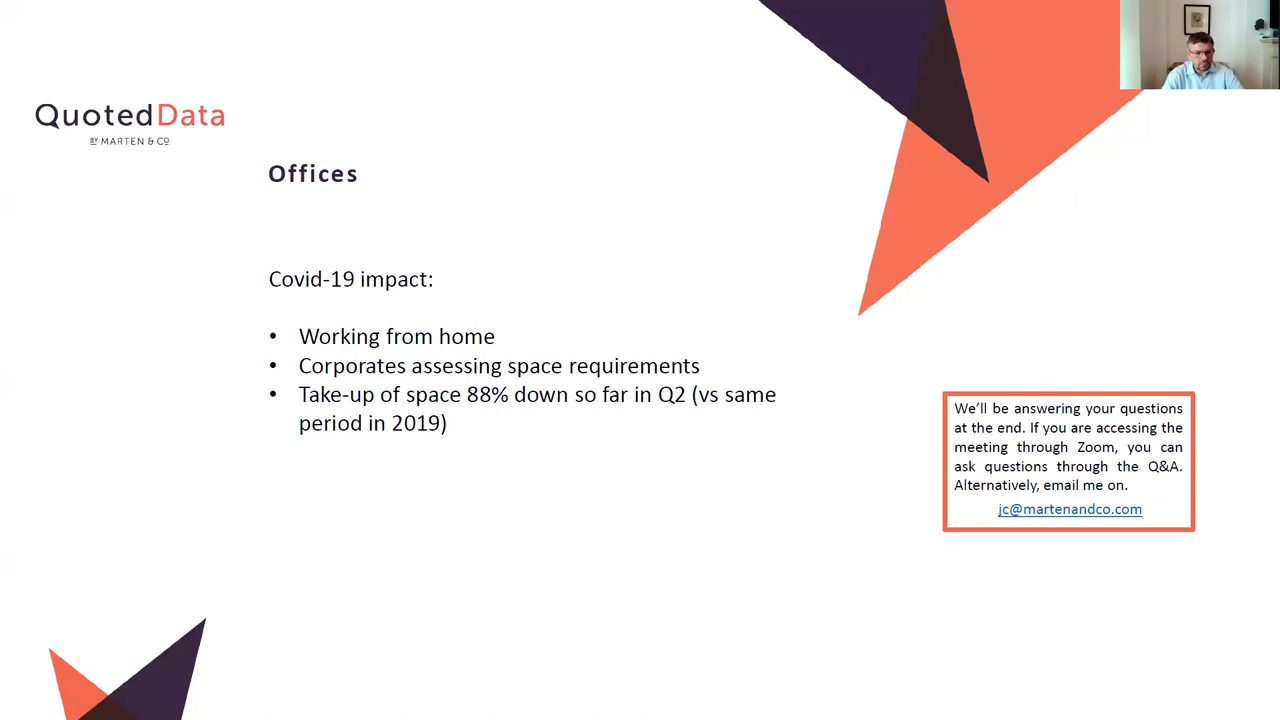 QuotedData
BY MARTEN & CO
Offices
Covid-19 impact:
• Working from home
• Corporates assessing space requirements
• Take-up of space 88% down so far in Q2 (vs same
period in 2019)
We'll be answering your questions
at the end. If you are accessing the
meeting through Zoom, you can
ask questions through the Q&A.
Alternatively, email me on.
jc@martenandco.com